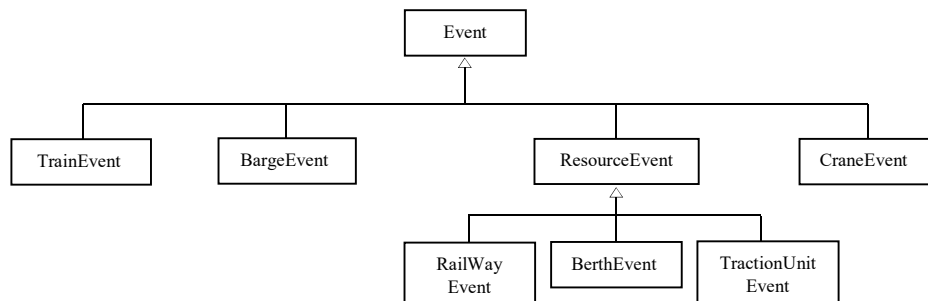 Event
TrainEvent
BargeEvent
ResourceEvent
CraneEvent
RailWay
Event
BerthEvent
TractionUnit
Event